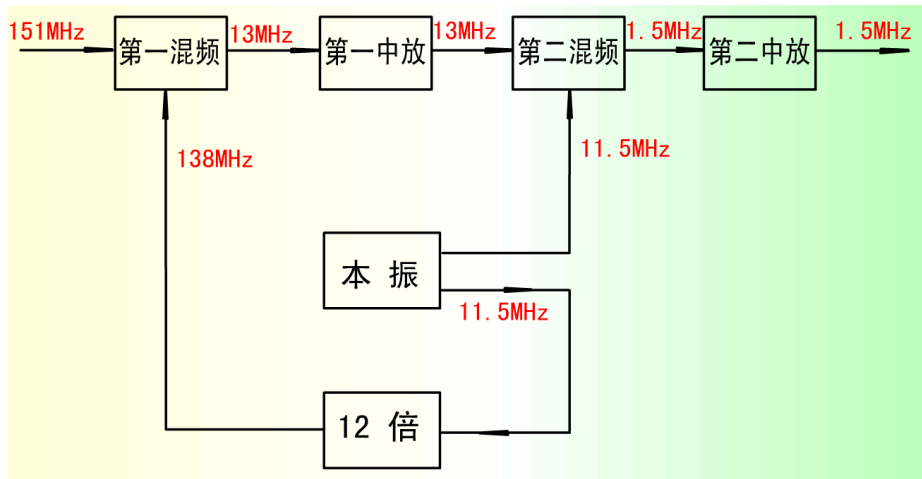 151MHz
第一混频
13MHz
第一中放
13MHz
第二混频
1.5MHz
第二中放
1.5MHz
138MHz
11.5MHz
本 振
11.5MHz
12 倍